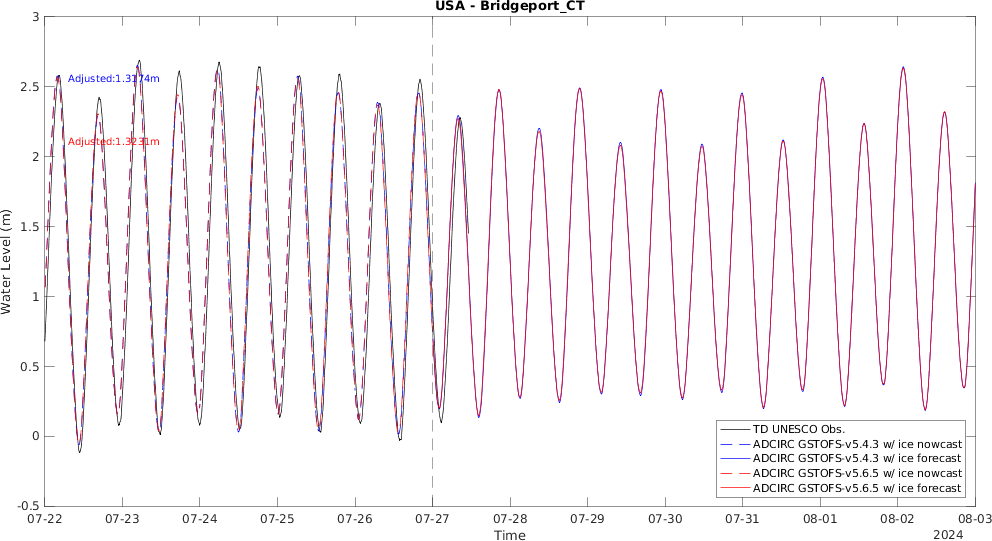 USA - Bridgeport_CT
3
2.5
2
1.5
1
0.5
0
-0.5
Water Level (m)
Adjusted:1.3174m
Adjusted:1.3231m
TD UNESCO Obs.
ADCIRC GSTOFS-v5.4.3 w/ ice nowcast
ADCIRC GSTOFS-v5.4.3 w/ ice forecast
ADCIRC GSTOFS-v5.6.5 w/ ice nowcast
ADCIRC GSTOFS-v5.6.5 w/ ice forecast
07-22 07-23 07-24 07-25 07-26 07-27 07-28 07-29 07-30 07-31 08-01 08-02 08-03
Time
2024